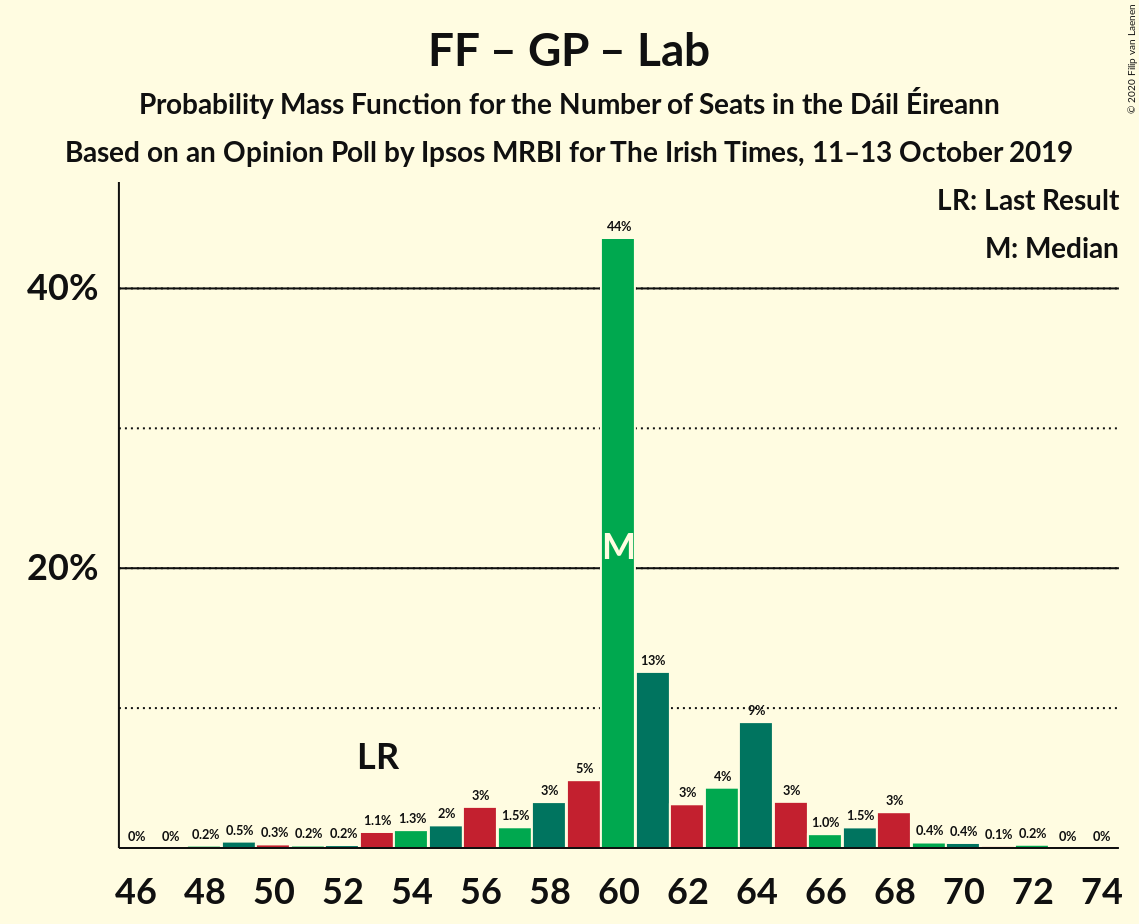 FF – GP – Lab
Probability Mass Function for the Number of Seats in the Dáil Éireann
Based on an Opinion Poll by Ipsos MRBI for The Irish Times, 11–13 October 2019
© 2020 Filip van Laenen
LR: Last Result
M: Median
40%
20%
LR
M
0% 0% 0.2% 0.5% 0.3% 0.2% 0.2% 1.1% 1.3% 2% 3% 1.5% 3% 5% 44% 13% 3% 4% 9% 3% 1.0% 1.5% 3% 0.4% 0.4% 0.1% 0.2% 0% 0%
46 48 50 52 54 56 58 60 62 64 66 68 70 72 74